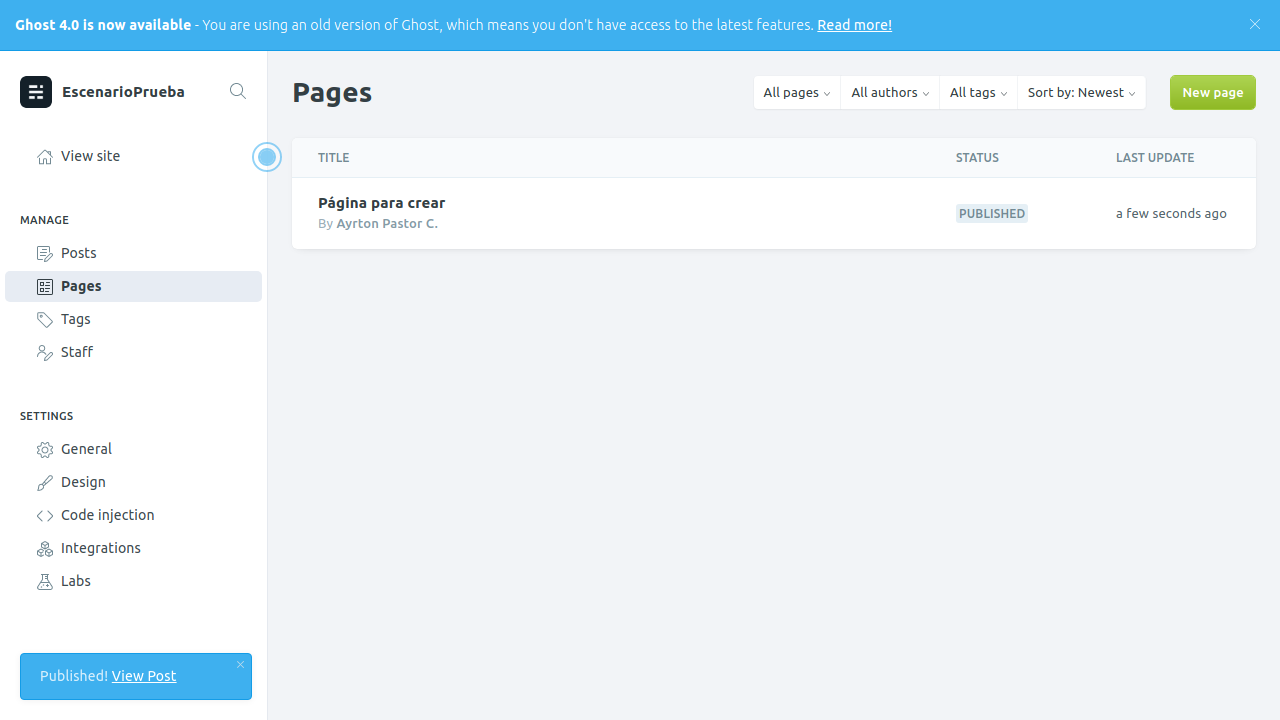 Ghost 4.0 is now available - You are using an old version of Ghost, which means you don't have access to the latest features. Read more!
EscenarioPrueba
View site
MANAGE
Posts
Pages
Tags
Staff
SETTINGS
General
Design
Code injection
Integrations
Labs
Published! View Post
Pages
All pages All authors All tags Sort by: Newest New page
TITLE STATUS LAST UPDATE
Página para crear
By Ayrton Pastor C.
PUBLISHED
a few seconds ago